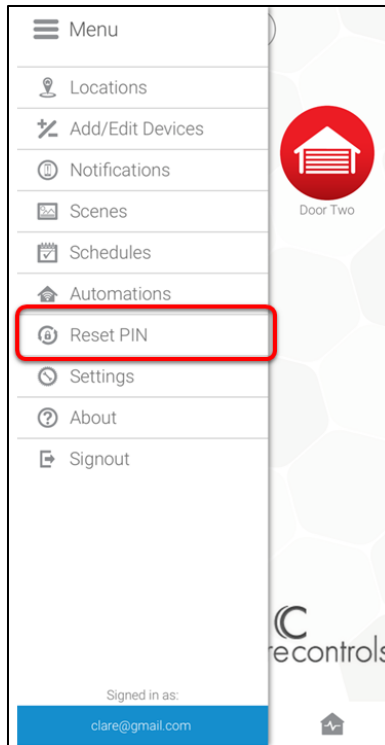 Menu
Locations
Add/Edit Devices
Notifications
Scenes
Schedules
Automations
Reset PIN
Settings
About
Signout
Door Two
recontrols
Signed in as:
clare@gmail.com